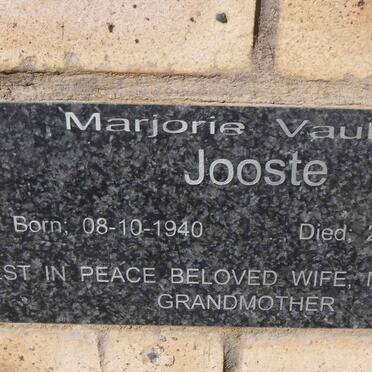 Marjorie
Jooste
Born; 08-10-1940 Died;
IN PEACE BELOVED WIFE,
GRANDMOTHER